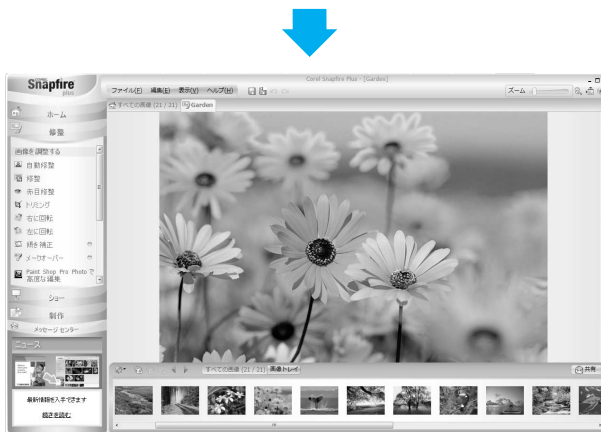 Corel Snapfire Plus - [Garden]
Snapfire
plus
ファイル(F) 編集(E) 表示(V) ヘルプ(H)
ズーム
すべての画像 (21 / 21) Garden
ホーム
修整
画像を調整する
自動修整
修整
赤目修整
トリミング
右に回転
左に回転
傾き補正
メークオーバー
Paint Shop Pro Photo で
高度な編集
ショー
制作
メッセージ センター
ニュース
最新情報を入手できます
続きを読む
すべての画像 (21 / 21) 画像トレイ
共有